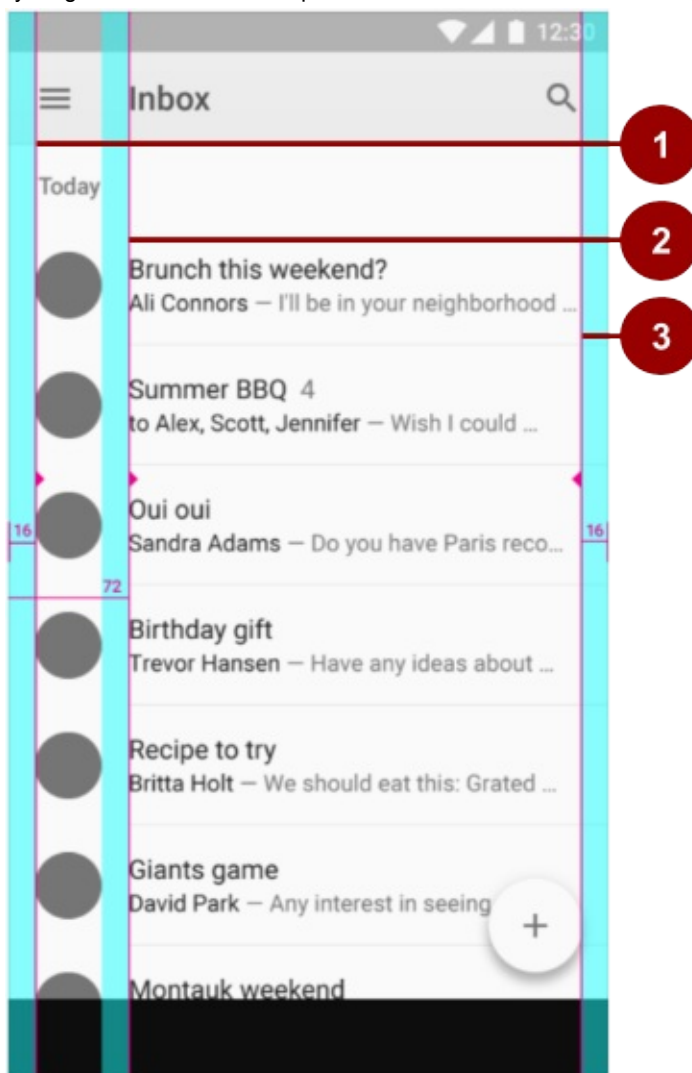 12:30
Inbox
1
Today
2
Brunch this weekend?
Ali Connors — I'll be in your neighborhood ...
3
Summer BBQ 4
to Alex, Scott, Jennifer — Wish I could ...
Oui oui
16
16
Sandra Adams — Do you have Paris reco...
72
Birthday gift
Trevor Hansen — Have any ideas about ...
Recipe to try
Britta Holt — We should eat this: Grated ...
Giants game
David Park — Any interest in seeing
+
Montauk weekend